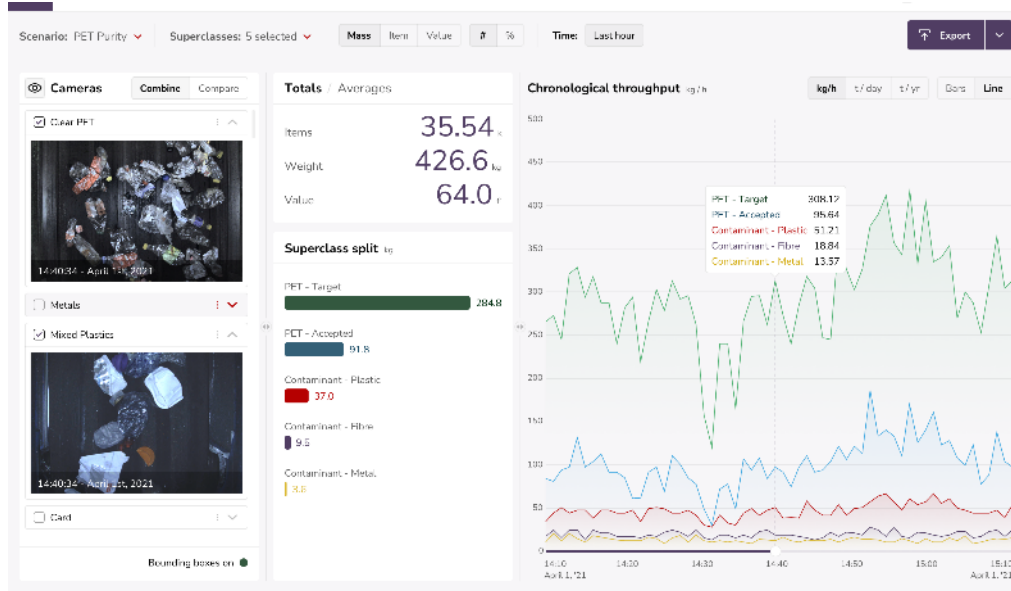 Scenario: PET Purity
Superclasses: 5 selected
Mass Item Value
# %
Time: Last hour
Export
Cameras
Combine Compare
Clear PET
14:40:34 - April 1st, 2021
Metals
Mixed Plastics
14:40:34 - April 1st, 2021
Card
Bounding boxes on
Totals / Averages
Items 35.54 k
Weight 426.6 kg
Value 64.0
Superclass split kg
PET - Target
284.8
PET - Accepted
91.8
Contaminant - Plastic
37.0
Contaminant - Fibre
9.6
Contaminant - Metal
3.6
Chronological throughput kg/h
kg/h t/day t/yr
Bars Line
500
450
400
350
300
250
200
150
100
50
0
PET - Target 308.12
PET - Accepted 95.64
Contaminant - Plastic 51.21
Contaminant - Fibre 18.84
Contaminant - Metal 13.57
14:10 14:20 14:30 14:40 14:50 15:00 15:10
April 1, '21 April 1, '21